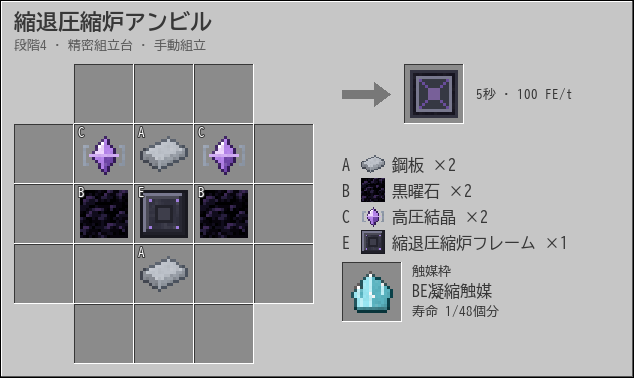 縮退圧縮炉アンビル
段階4 · 精密組立台 · 手動組立
5秒 · 100 FE/t
C A C
B E B
A
A 鋼板 ×2
B 黒曜石 ×2
C 高圧結晶 ×2
E 縮退圧縮炉フレーム ×1
触媒枠
BE凝縮触媒
寿命 1/48個分